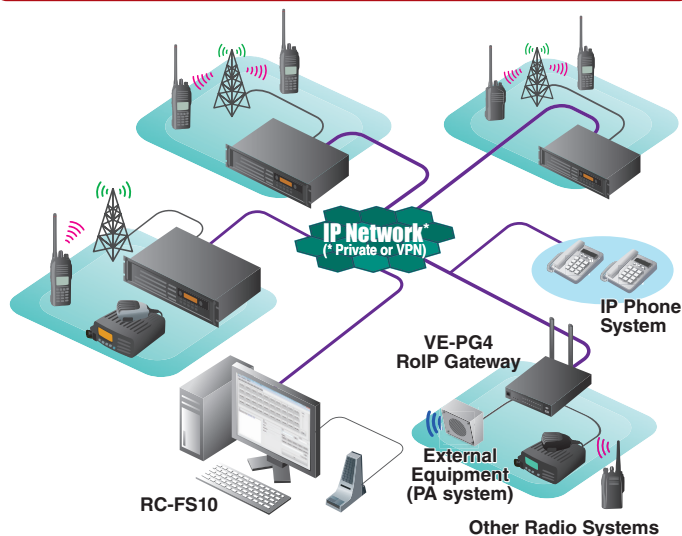 IP Network*
(* Private or VPN)
IP Phone
System
VE-PG4
RoIP Gateway
External
Equipment
(PA system)
RC-FS10
Other Radio Systems